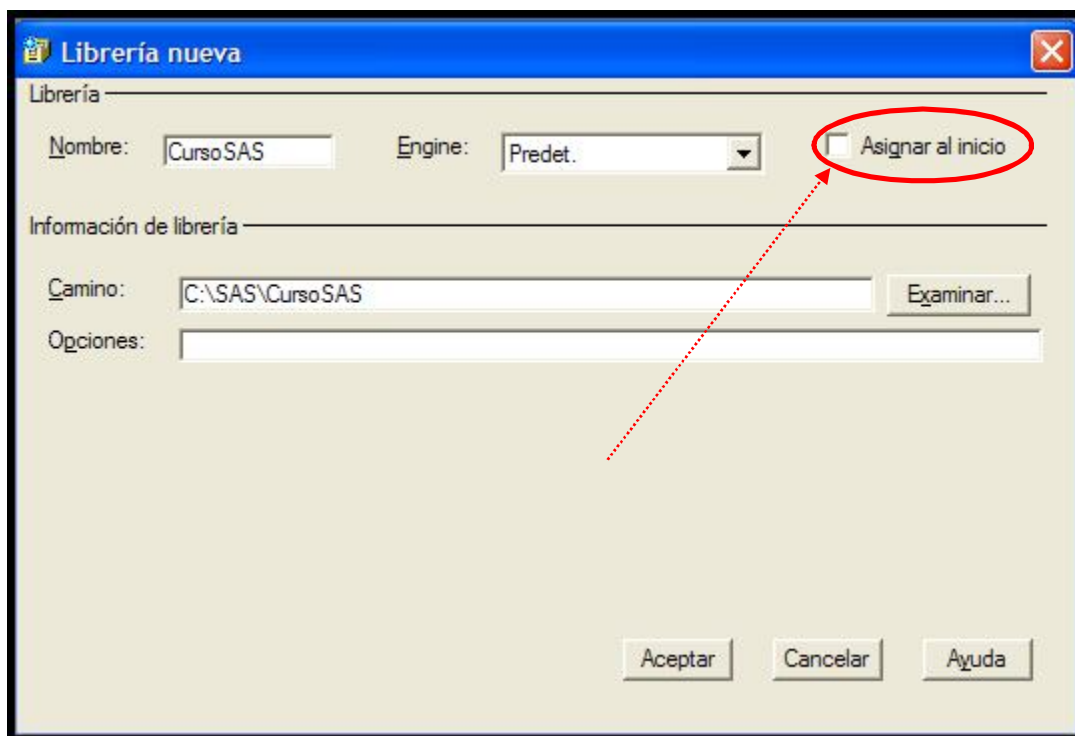 Librería nueva
Librería
Nombre: CursoSAS Engine: Predet. Asignar al inicio
Información de librería
Camino: C:\SAS\CursoSAS Examinar...
Opciones:
Aceptar Cancelar Ayuda